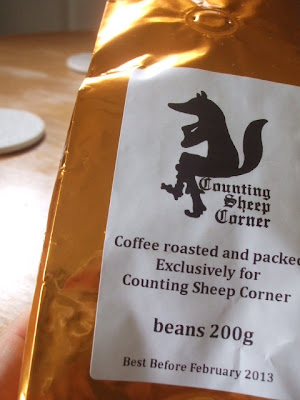 Counting
Sheep
Corner
Coffee roasted and packed
Exclusively for
Counting Sheep Corner
beans 200g
Best Before February 2013